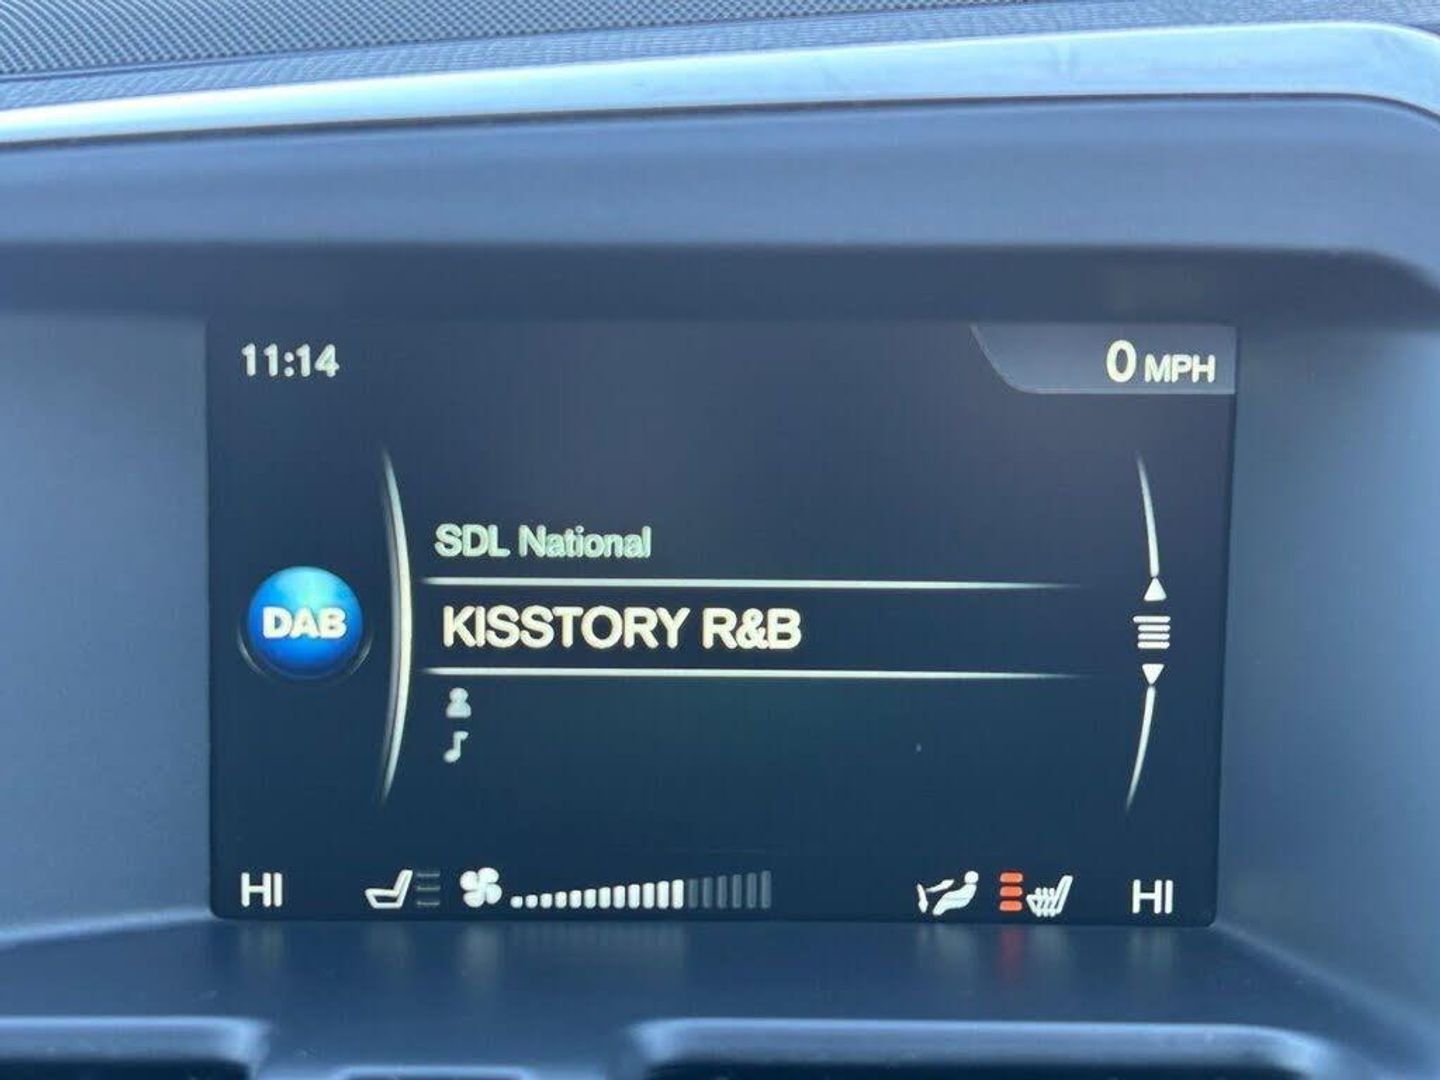 11:14
0 MPH
SDL National
DAB
KISSTORY R&B
HI
HI